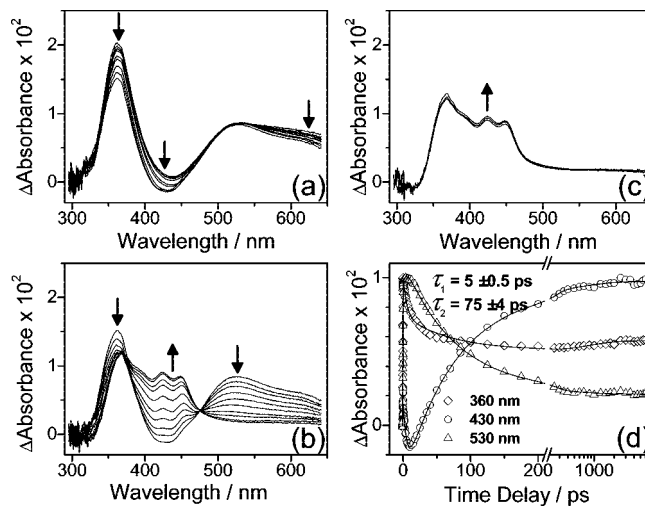 ΔAbsorbance x 10²
2
1
0
300 400 500 600
Wavelength / nm
(a)
ΔAbsorbance x 10²
2
1
0
300 400 500 600
Wavelength / nm
(c)
ΔAbsorbance x 10²
2
1
0
300 400 500 600
Wavelength / nm
(b)
ΔAbsorbance x 10²
1
0
τ₁ = 5 ±0.5 ps
τ₂ = 75 ±4 ps
360 nm
430 nm
530 nm
0 100 200 1000
Time Delay / ps
(d)